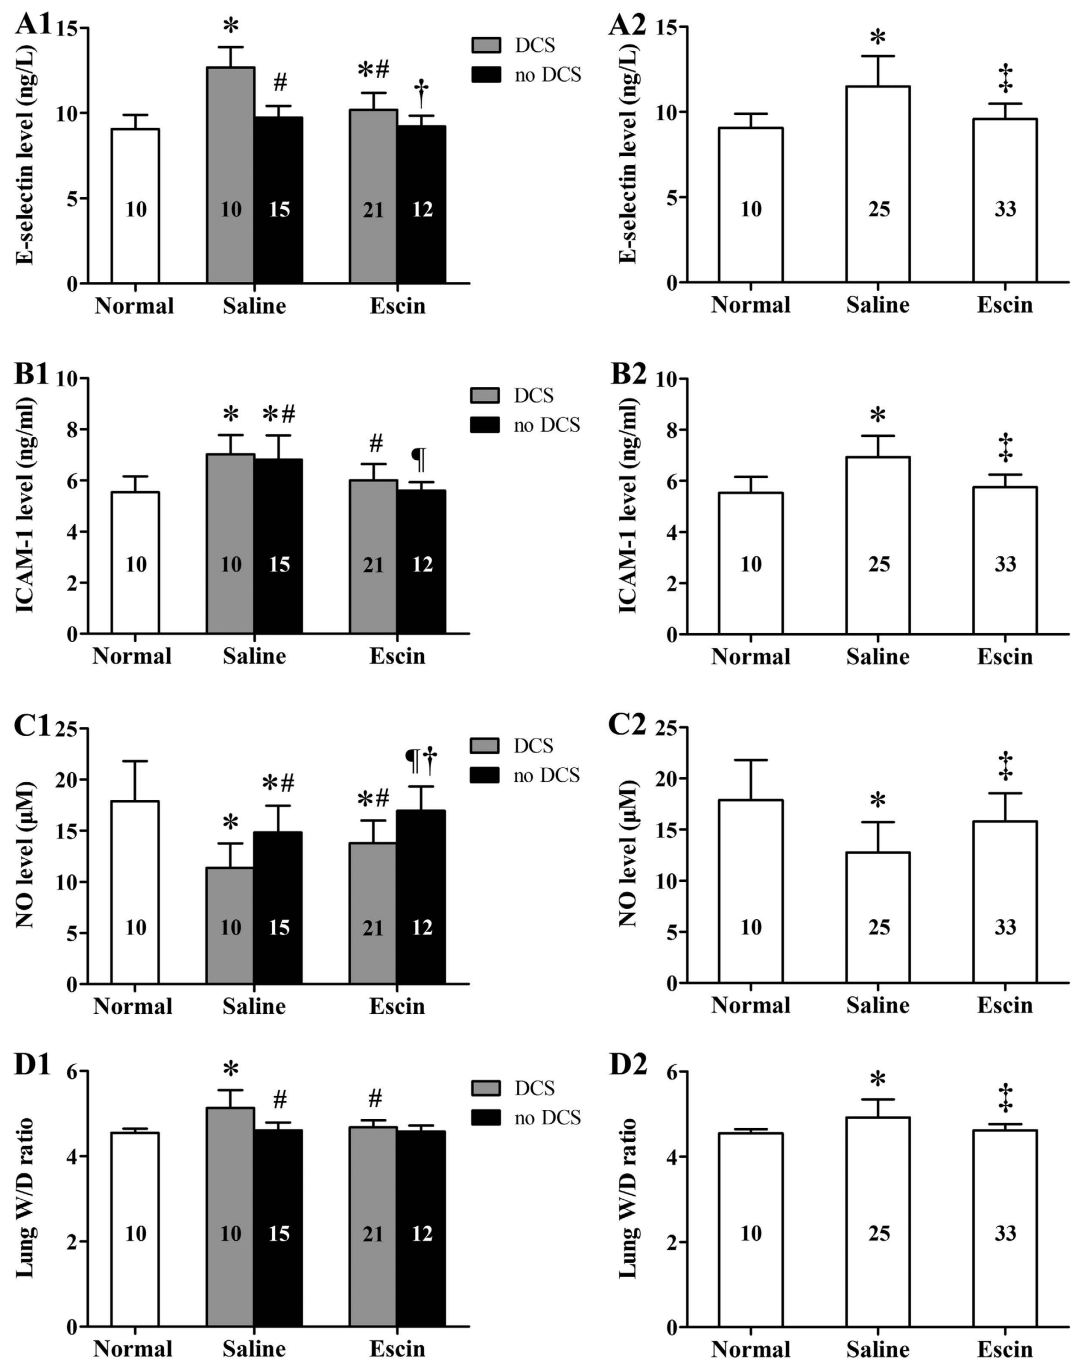 A1
E-selectin level (ng/L)
15
10
5
0
*
#
*#
†
DCS
no DCS
10
10
15
21
12
Normal
Saline
Escin
A2
E-selectin level (ng/L)
15
10
5
0
*
‡
10
25
33
Normal
Saline
Escin
B1
ICAM-1 level (ng/ml)
10
8
6
4
2
0
*
*#
#
¶
DCS
no DCS
10
10
15
21
12
Normal
Saline
Escin
B2
ICAM-1 level (ng/ml)
10
8
6
4
2
0
*
‡
10
25
33
Normal
Saline
Escin
C1
NO level (μM)
25
20
15
10
5
0
*
*#
*#
¶†
DCS
no DCS
10
10
15
21
12
Normal
Saline
Escin
C2
NO level (μM)
25
20
15
10
5
0
*
‡
10
25
33
Normal
Saline
Escin
D1
Lung W/D ratio
6
4
2
0
*
#
#
DCS
no DCS
10
10
15
21
12
Normal
Saline
Escin
D2
Lung W/D ratio
6
4
2
0
*
‡
10
25
33
Normal
Saline
Escin